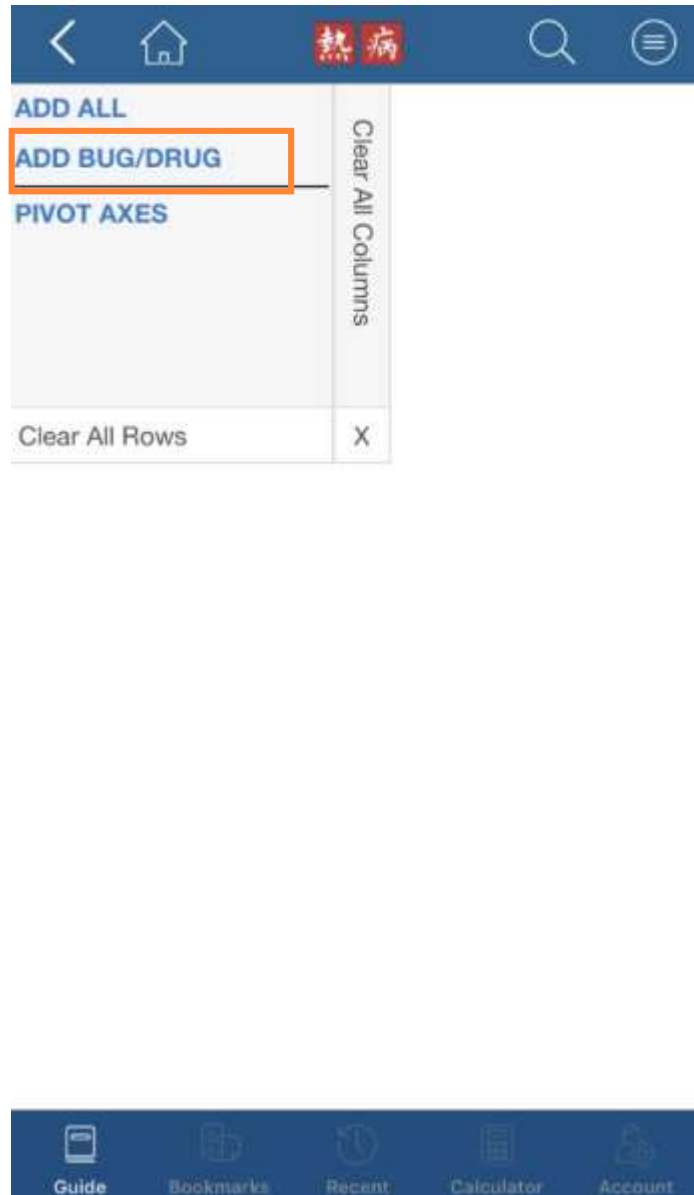 熱病
ADD ALL
ADD BUG/DRUG
PIVOT AXES
Clear All Columns
Clear All Rows
X
Guide
Bookmarks
Recent
Calculator
Account